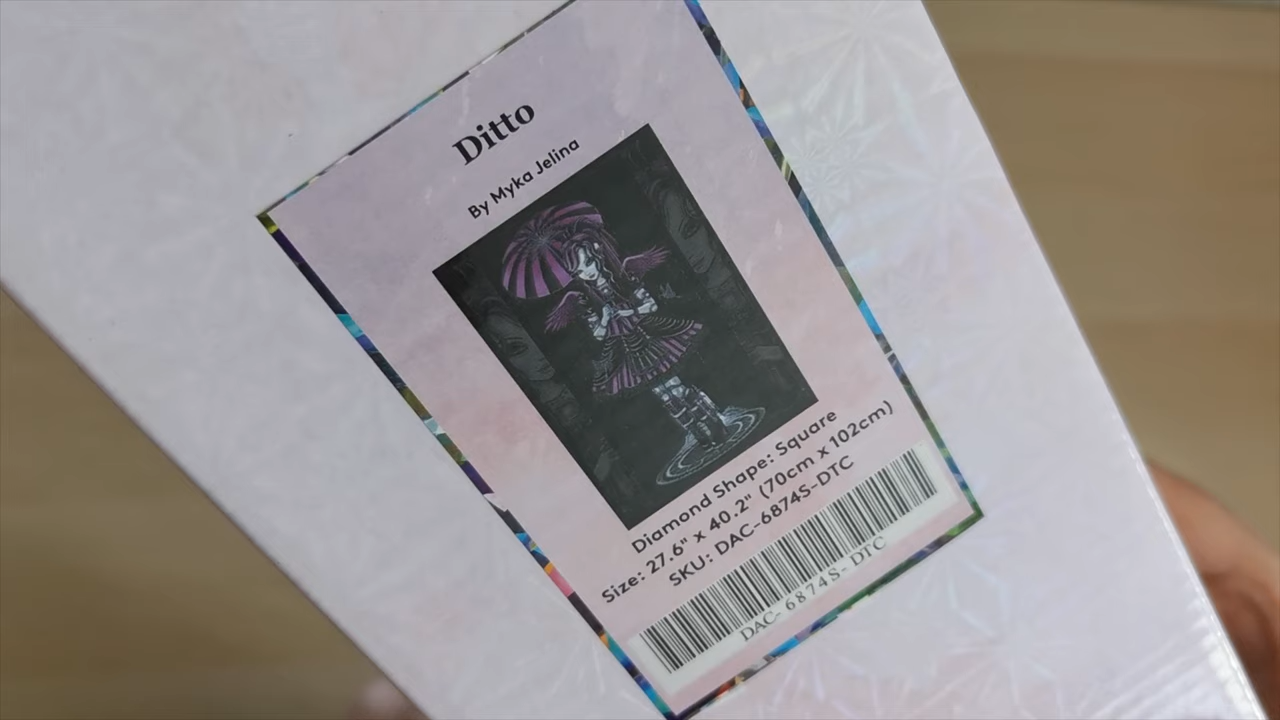 Ditto
By Myka Jelina
Diamond Shape: Square
Size: 27.6" x 40.2" (70cm x 102cm)
SKU: DAC-6874S-DTC
DAC- 6874S- DTC